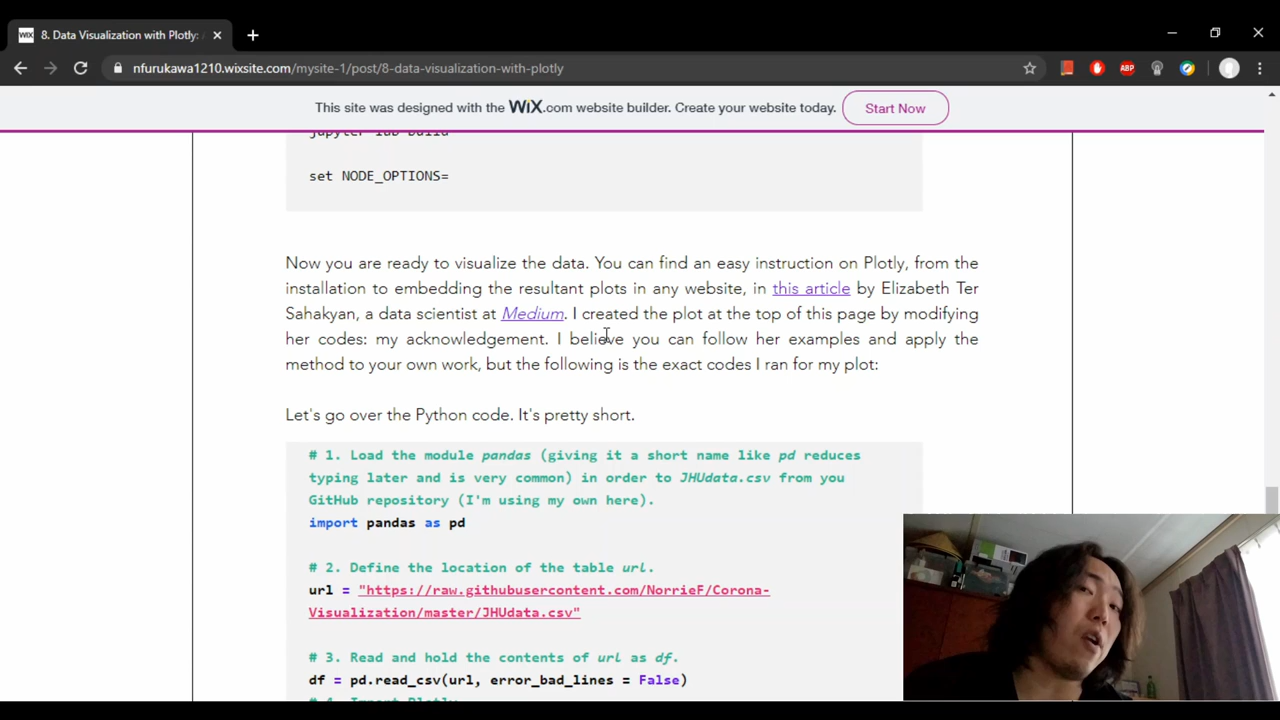 8. Data Visualization with Plotly:
nfurukawa1210.wixsite.com/mysite-1/post/8-data-visualization-with-plotly
ABP
This site was designed with the WiX.com website builder. Create your website today.
Start Now
jupyter lab build
set NODE_OPTIONS=
Now you are ready to visualize the data. You can find an easy instruction on Plotly, from the
installation to embedding the resultant plots in any website, in this article by Elizabeth Ter
Sahakyan, a data scientist at Medium. I created the plot at the top of this page by modifying
her codes: my acknowledgement. I believe you can follow her examples and apply the
method to your own work, but the following is the exact codes I ran for my plot:
Let's go over the Python code. It's pretty short.
# 1. Load the module pandas (giving it a short name like pd reduces
typing later and is very common) in order to JHUdata.csv from you
GitHub repository (I'm using my own here).
import pandas as pd
# 2. Define the location of the table url.
url = "https://raw.githubusercontent.com/NorrieF/Corona-
Visualization/master/JHUdata.csv"
# 3. Read and hold the contents of url as df.
df = pd.read_csv(url, error_bad_lines = False)
# 4. Import Plotly